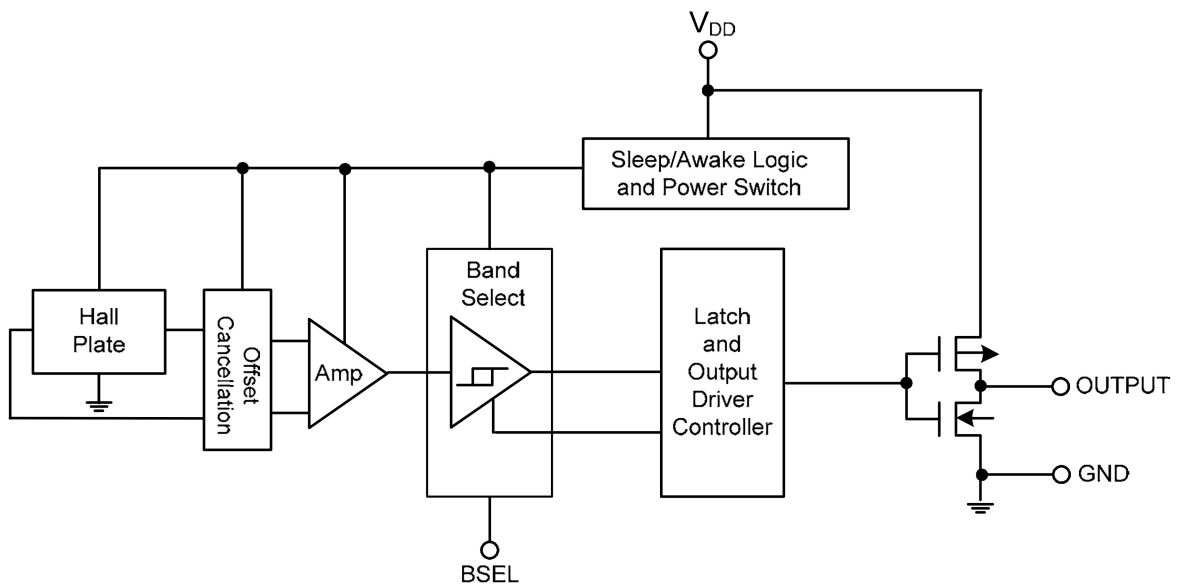 VDD
Sleep/Awake Logic
and Power Switch
Hall
Plate
Offset
Cancellation
Amp
Band
Select
Latch
and
Output
Driver
Controller
OUTPUT
GND
BSEL